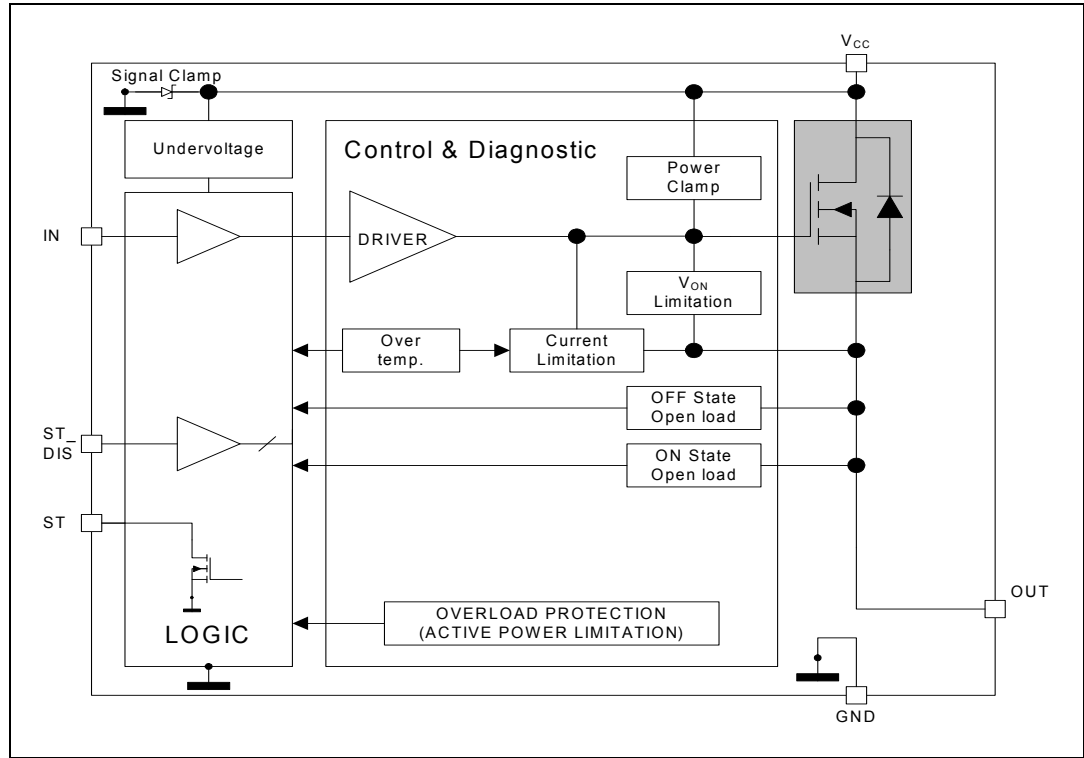 VCC
Signal Clamp
Undervoltage
Control & Diagnostic
Power
Clamp
IN
DRIVER
VON
Limitation
Over
temp.
Current
Limitation
OFF State
Open load
ST_
DIS
ON State
Open load
ST
OUT
OVERLOAD PROTECTION
(ACTIVE POWER LIMITATION)
LOGIC
GND